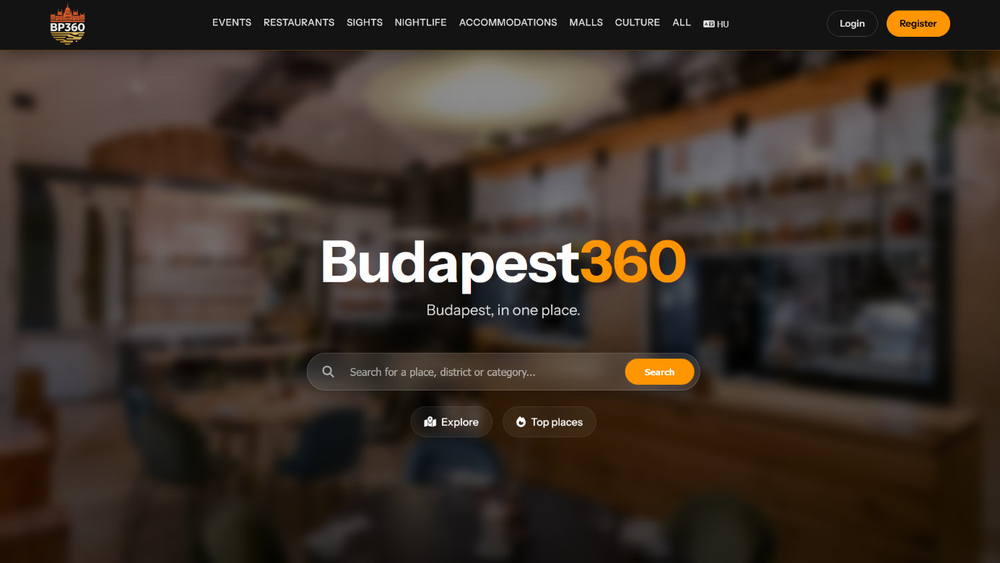 BP360
EVENTS RESTAURANTS SIGHTS NIGHTLIFE ACCOMMODATIONS MALLS CULTURE ALL HU
Login
Register
Budapest360
Budapest, in one place.
Search for a place, district or category...
Search
Explore
Top places